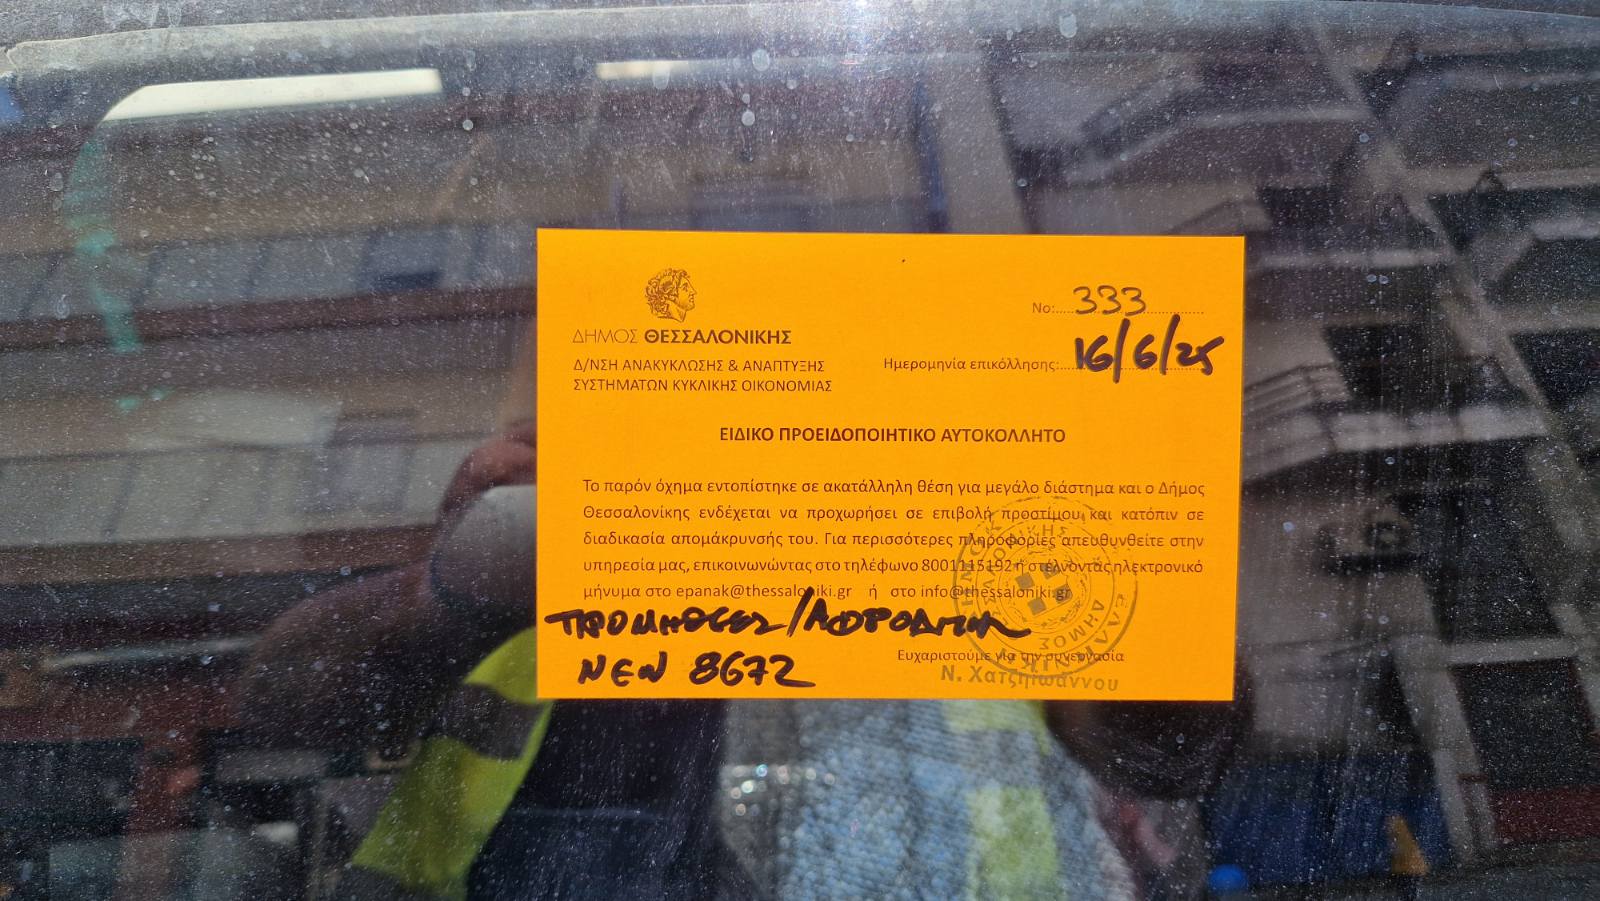 No: 333
ΔΗΜΟΣ ΘΕΣΣΑΛΟΝΙΚΗΣ
Δ/ΝΣΗ ΑΝΑΚΥΚΛΩΣΗΣ & ΑΝΑΠΤΥΞΗΣ
ΣΥΣΤΗΜΑΤΩΝ ΚΥΚΛΙΚΗΣ ΟΙΚΟΝΟΜΙΑΣ
Ημερομηνία επικόλλησης: 16/6/25
ΕΙΔΙΚΟ ΠΡΟΕΙΔΟΠΟΙΗΤΙΚΟ ΑΥΤΟΚΟΛΛΗΤΟ
Το παρόν όχημα εντοπίστηκε σε ακατάλληλη θέση για μεγάλο διάστημα και ο Δήμος
Θεσσαλονίκης ενδέχεται να προχωρήσει σε επιβολή προστίμου και κατόπιν σε
διαδικασία απομάκρυνσής του. Για περισσότερες πληροφορίες απευθυνθείτε στην
υπηρεσία μας, επικοινωνώντας στο τηλέφωνο 8001115192 ή στέλνοντας ηλεκτρονικό
μήνυμα στο epanak@thessaloniki.gr ή στο info@thessaloniki.gr
ΠΡΟΜΗΘΕΩΣ/
ΝΕΝ 8672
Ευχαριστούμε για την συνεργασία
Ν. Χατζηιωάννου